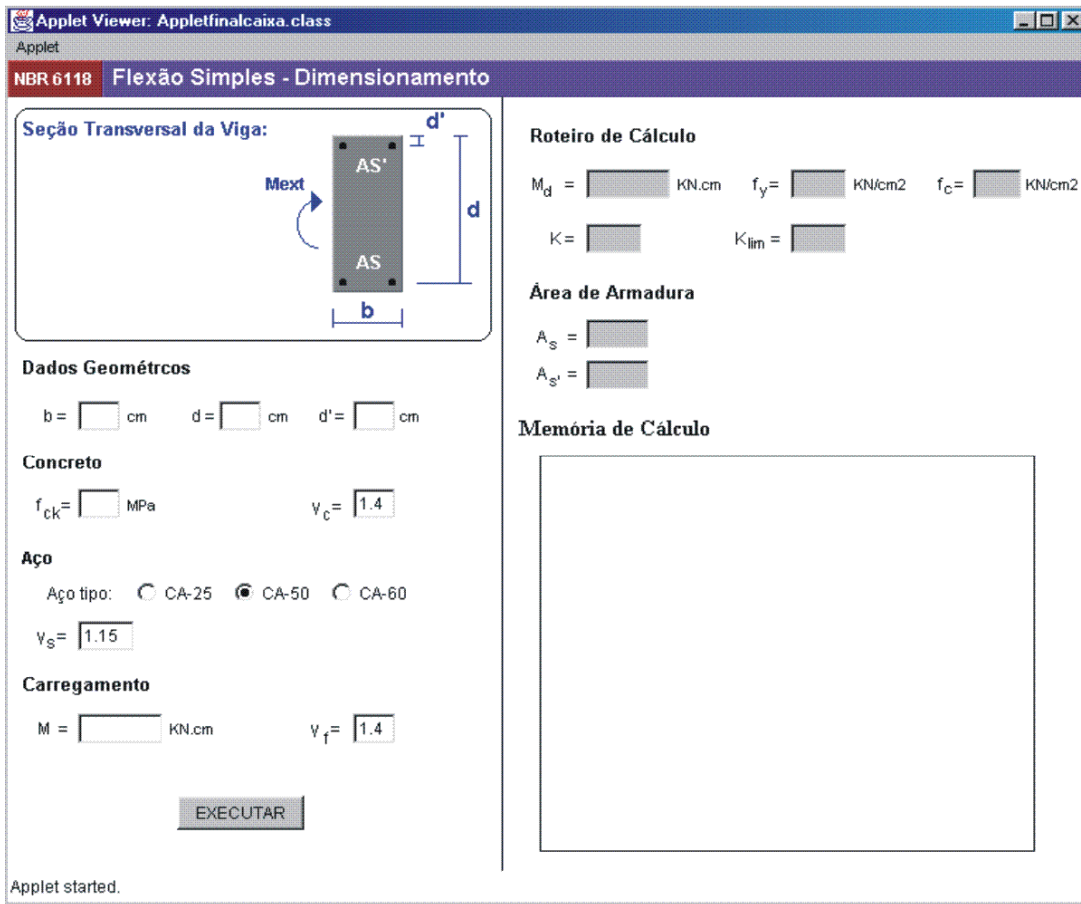 Applet Viewer: Appletfinalcaixa.class
Applet
NBR 6118 Flexão Simples - Dimensionamento
Seção Transversal da Viga:
d'
AS'
Mext
d
AS
b
Dados Geométrcos
b = cm d = cm d' = cm
Concreto
fck= MPa γc= 1.4
Aço
Aço tipo: CA-25 CA-50 CA-60
γs= 1.15
Carregamento
M = KN.cm γf= 1.4
EXECUTAR
Roteiro de Cálculo
Md = KN.cm fy= KN/cm2 fc= KN/cm2
K= Klim =
Área de Armadura
As =
As' =
Memória de Cálculo
Applet started.